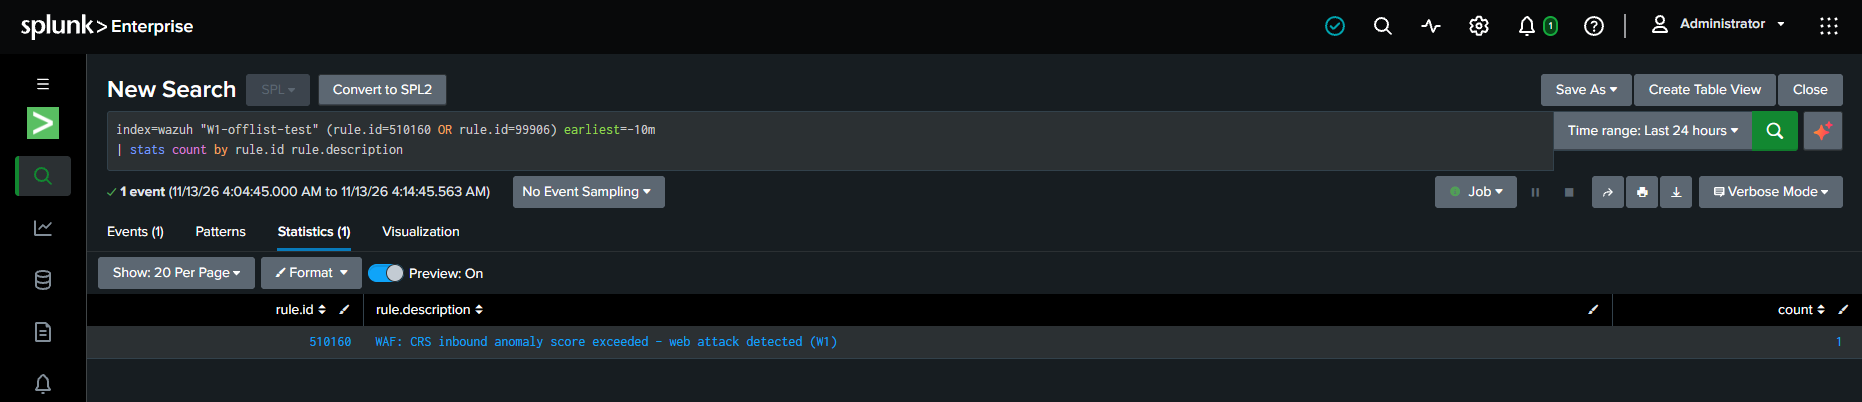 splunk> Enterprise
1
Administrator
New Search
SPL
Convert to SPL2
Save As
Create Table View
Close
index=wazuh "W1-offlist-test" (rule.id=510160 OR rule.id=99906) earliest=-10m
| stats count by rule.id rule.description
Time range: Last 24 hours
1 event (11/13/26 4:04:45.000 AM to 11/13/26 4:14:45.563 AM)
No Event Sampling
Job
Verbose Mode
Events (1)
Patterns
Statistics (1)
Visualization
Show: 20 Per Page
Format
Preview: On
rule.id
rule.description
count
510160
WAF: CRS inbound anomaly score exceeded - web attack detected (W1)
1